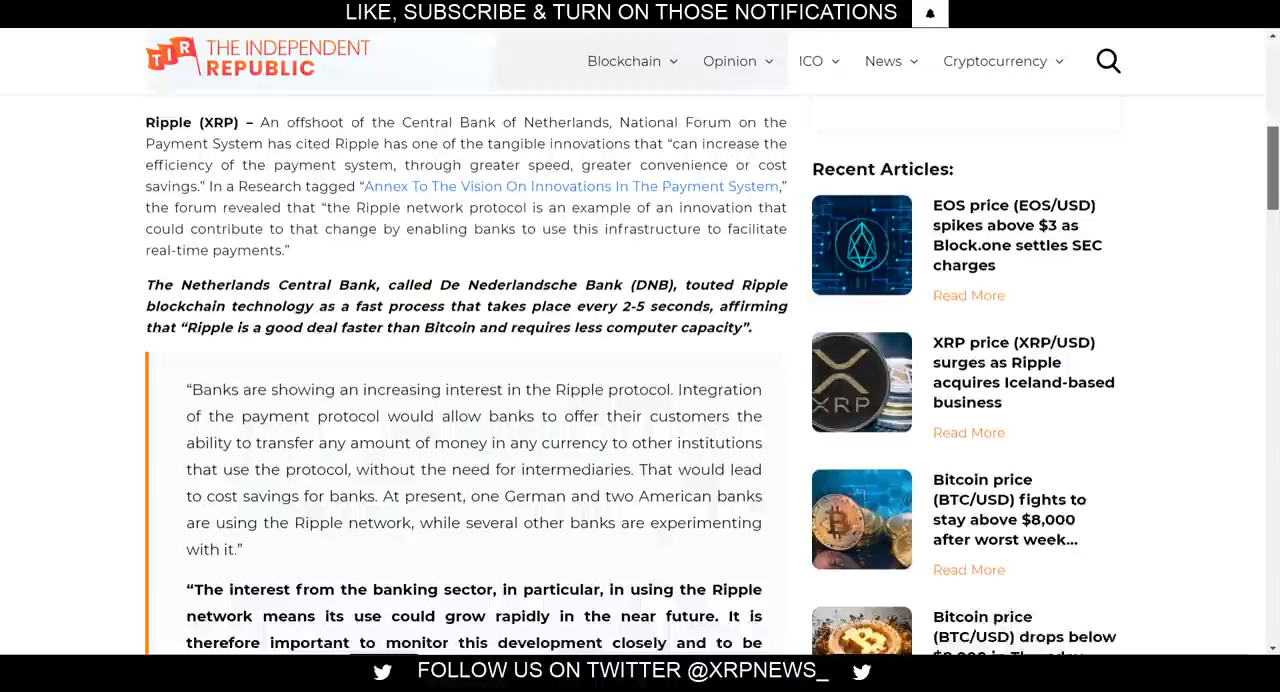 LIKE, SUBSCRIBE & TURN ON THOSE NOTIFICATIONS
TIR THE INDEPENDENT
REPUBLIC
Blockchain Opinion ICO News Cryptocurrency
Ripple (XRP) – An offshoot of the Central Bank of Netherlands, National Forum on the
Payment System has cited Ripple has one of the tangible innovations that “can increase the
efficiency of the payment system, through greater speed, greater convenience or cost
savings.” In a Research tagged “Annex To The Vision On Innovations In The Payment System,”
the forum revealed that “the Ripple network protocol is an example of an innovation that
could contribute to that change by enabling banks to use this infrastructure to facilitate
real-time payments.”
The Netherlands Central Bank, called De Nederlandsche Bank (DNB), touted Ripple
blockchain technology as a fast process that takes place every 2-5 seconds, affirming
that “Ripple is a good deal faster than Bitcoin and requires less computer capacity”.
“Banks are showing an increasing interest in the Ripple protocol. Integration
of the payment protocol would allow banks to offer their customers the
ability to transfer any amount of money in any currency to other institutions
that use the protocol, without the need for intermediaries. That would lead
to cost savings for banks. At present, one German and two American banks
are using the Ripple network, while several other banks are experimenting
with it.”
“The interest from the banking sector, in particular, in using the Ripple
network means its use could grow rapidly in the near future. It is
therefore important to monitor this development closely and to be
Recent Articles:
EOS price (EOS/USD)
spikes above $3 as
Block.one settles SEC
charges
Read More
XRP
XRP price (XRP/USD)
surges as Ripple
acquires Iceland-based
business
Read More
Bitcoin price
(BTC/USD) fights to
stay above $8,000
after worst week...
Read More
Bitcoin price
(BTC/USD) drops below
FOLLOW US ON TWITTER @XRPNEWS_